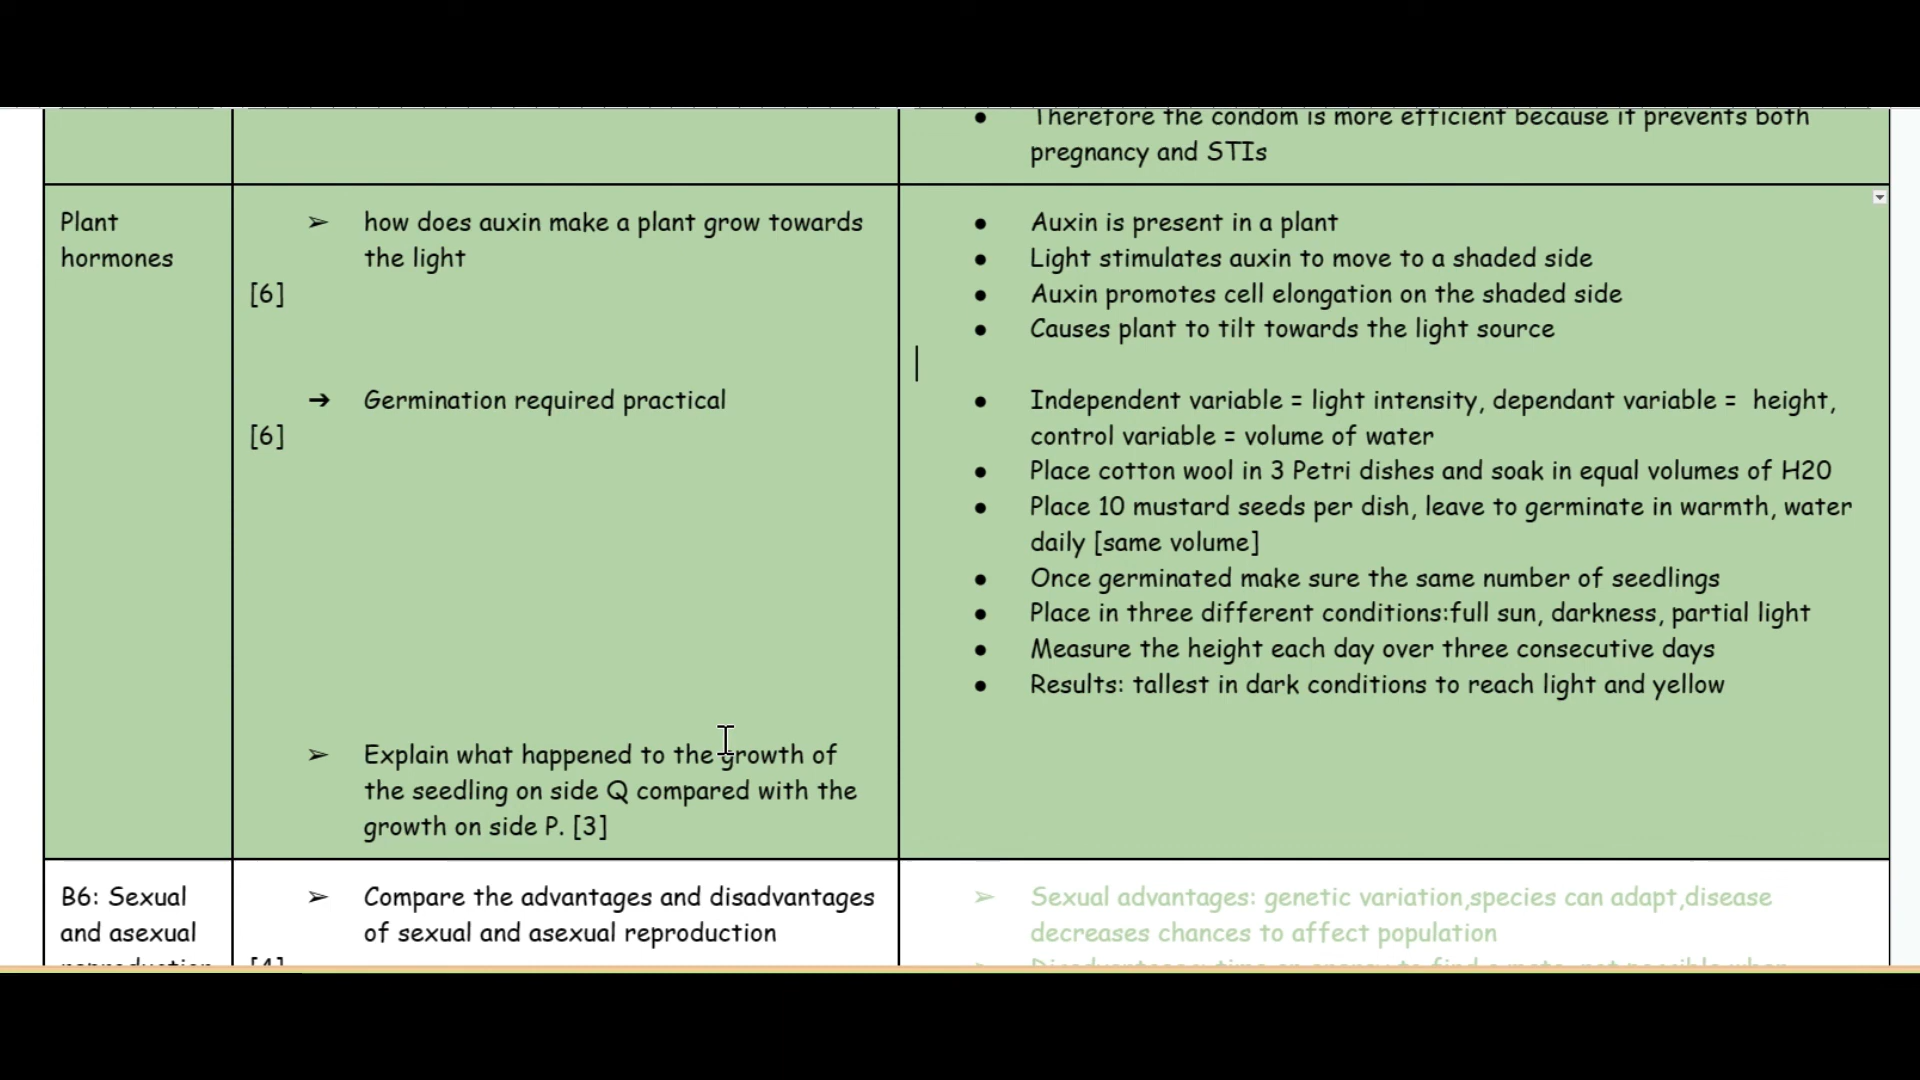 Therefore the condom is more efficient because it prevents both
pregnancy and STIs
Plant
hormones
➢ how does auxin make a plant grow towards
the light
[6]
➔ Germination required practical
[6]
➢ Explain what happened to the growth of
the seedling on side Q compared with the
growth on side P. [3]
● Auxin is present in a plant
● Light stimulates auxin to move to a shaded side
● Auxin promotes cell elongation on the shaded side
● Causes plant to tilt towards the light source
● Independent variable = light intensity, dependant variable =  height,
control variable = volume of water
● Place cotton wool in 3 Petri dishes and soak in equal volumes of H20
● Place 10 mustard seeds per dish, leave to germinate in warmth, water
daily [same volume]
● Once germinated make sure the same number of seedlings
● Place in three different conditions:full sun, darkness, partial light
● Measure the height each day over three consecutive days
● Results: tallest in dark conditions to reach light and yellow
B6: Sexual
and asexual
reproduction
➢ Compare the advantages and disadvantages
of sexual and asexual reproduction
[4]
➢ Sexual advantages: genetic variation,species can adapt,disease
decreases chances to affect population